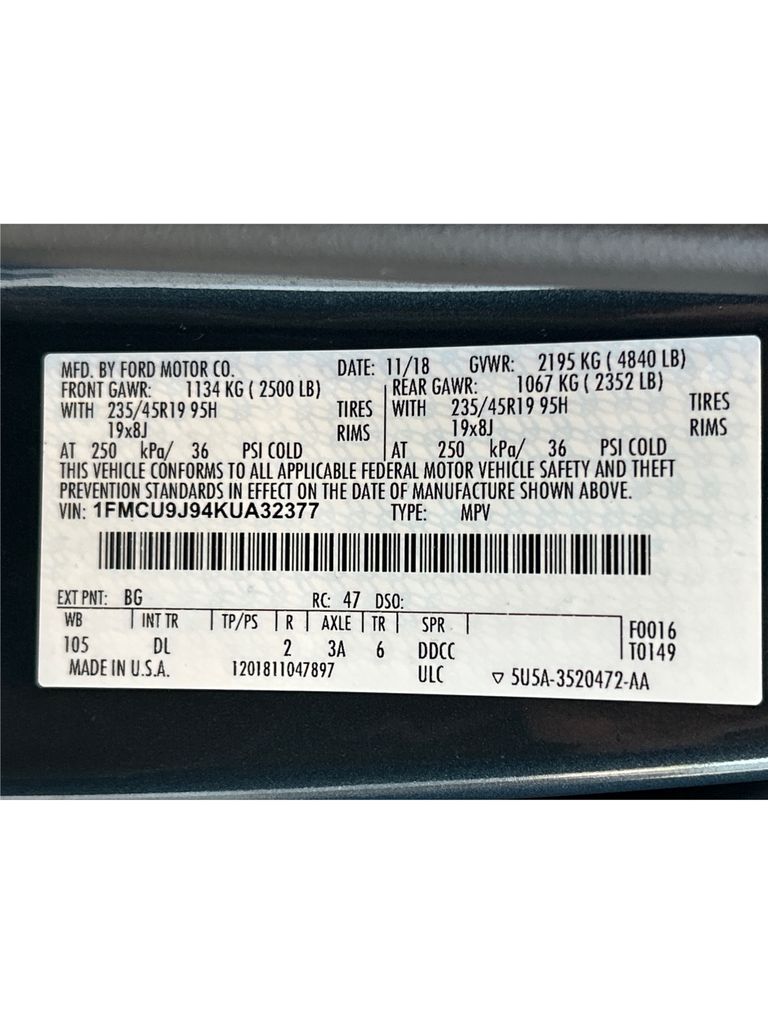 MFD. BY FORD MOTOR CO. DATE: 11/18 GVWR: 2195 KG ( 4840 LB)
FRONT GAWR: 1134 KG ( 2500 LB) REAR GAWR: 1067 KG ( 2352 LB)
WITH 235/45R19 95H TIRES WITH 235/45R19 95H TIRES
19x8J RIMS 19x8J RIMS
AT 250 kPa/ 36 PSI COLD AT 250 kPa/ 36 PSI COLD
THIS VEHICLE CONFORMS TO ALL APPLICABLE FEDERAL MOTOR VEHICLE SAFETY AND THEFT
PREVENTION STANDARDS IN EFFECT ON THE DATE OF MANUFACTURE SHOWN ABOVE.
VIN: 1FMCU9J94KUA32377 TYPE: MPV
EXT PNT: BG RC: 47 DSO:
WB INT TR TP/PS R AXLE TR SPR F0016
105 DL 2 3A 6 DDCC T0149
MADE IN U.S.A. 1201811047897 ULC ▽ 5U5A-3520472-AA